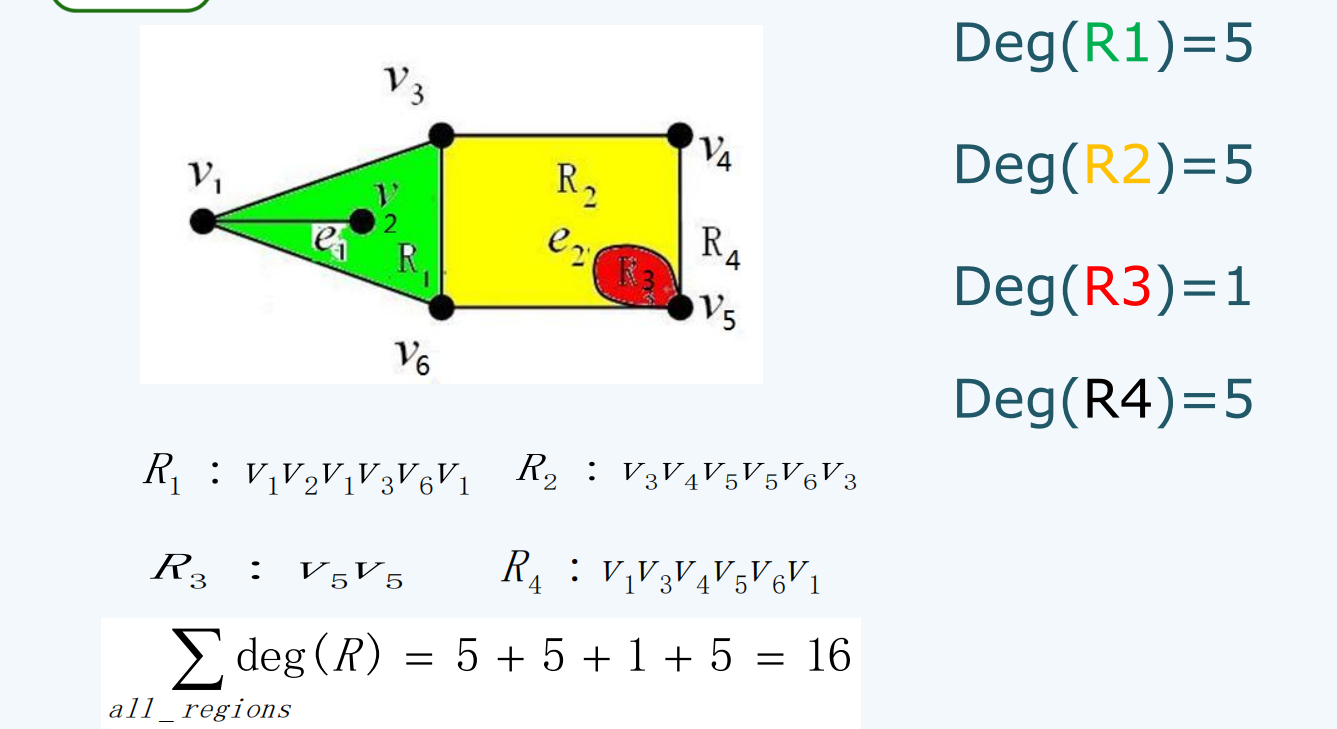 Deg(R1)=5
Deg(R2)=5
Deg(R3)=1
Deg(R4)=5
v3
v1
v4
v2
R2
e1
R1
e2
R3
R4
v5
v6
R1 : v1v2v1v3v6v1 R2 : v3v4v5v5v6v3
R3 : v5v5 R4 : v1v3v4v5v6v1
∑ deg(R) = 5 + 5 + 1 + 5 = 16
all_regions